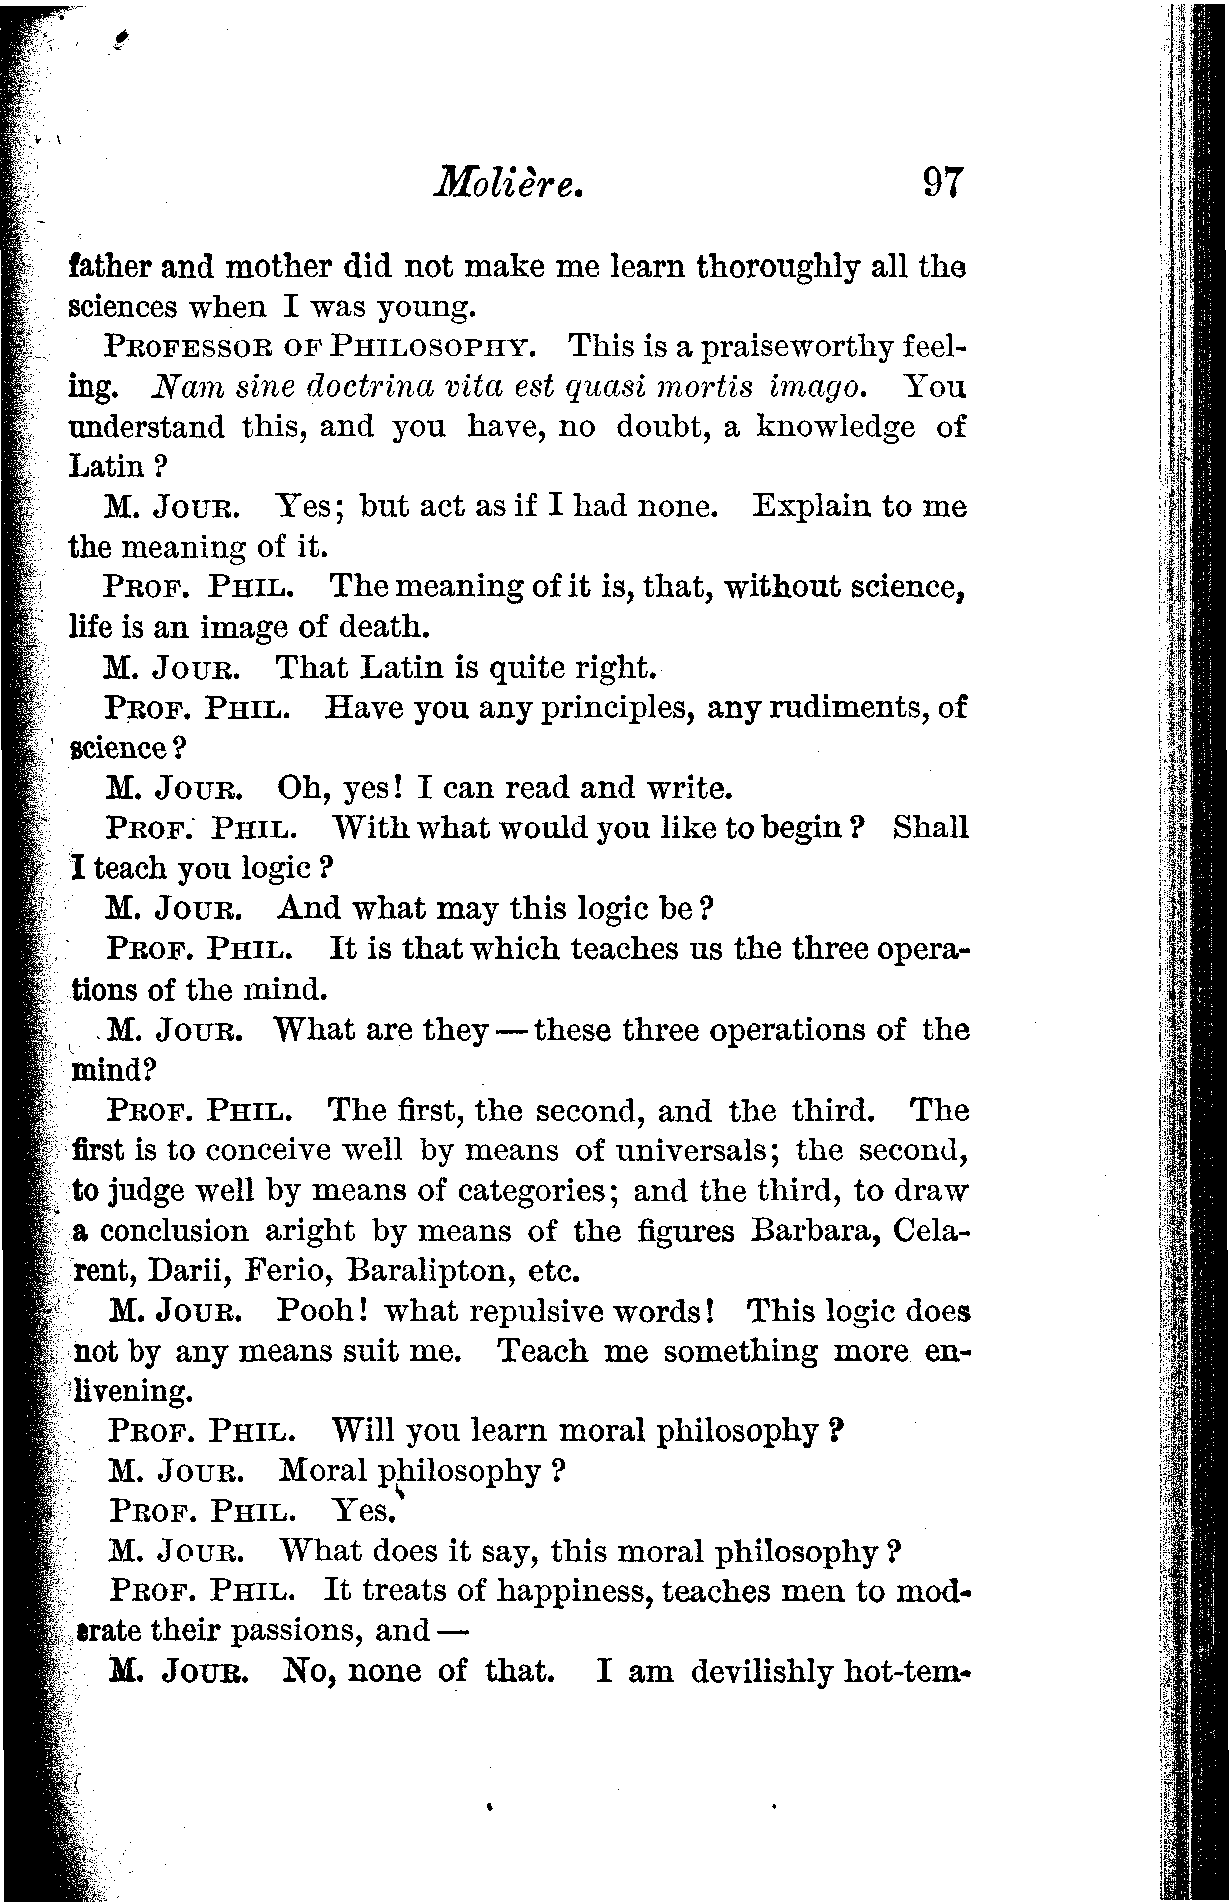 Molière. 97
father and mother did not make me learn thoroughly all the
sciences when I was young.
PROFESSOR OF PHILOSOPHY. This is a praiseworthy feel-
ing. Nam sine doctrina vita est quasi mortis imago. You
understand this, and you have, no doubt, a knowledge of
Latin?
M. JOUR. Yes; but act as if I had none. Explain to me
the meaning of it.
PROF. PHIL. The meaning of it is, that, without science,
life is an image of death.
M. JOUR. That Latin is quite right.
PROF. PHIL. Have you any principles, any rudiments, of
science?
M. JOUR. Oh, yes! I can read and write.
PROF. PHIL. With what would you like to begin? Shall
I teach you logic?
M. JOUR. And what may this logic be?
PROF. PHIL. It is that which teaches us the three opera-
tions of the mind.
M. JOUR. What are they—these three operations of the
mind?
PROF. PHIL. The first, the second, and the third. The
first is to conceive well by means of universals; the second,
to judge well by means of categories; and the third, to draw
a conclusion aright by means of the figures Barbara, Cela-
rent, Darii, Ferio, Baralipton, etc.
M. JOUR. Pooh! what repulsive words! This logic does
not by any means suit me. Teach me something more en-
livening.
PROF. PHIL. Will you learn moral philosophy?
M. JOUR. Moral philosophy?
PROF. PHIL. Yes.
M. JOUR. What does it say, this moral philosophy?
PROF. PHIL. It treats of happiness, teaches men to mod-
erate their passions, and—
M. JOUR. No, none of that. I am devilishly hot-tem-